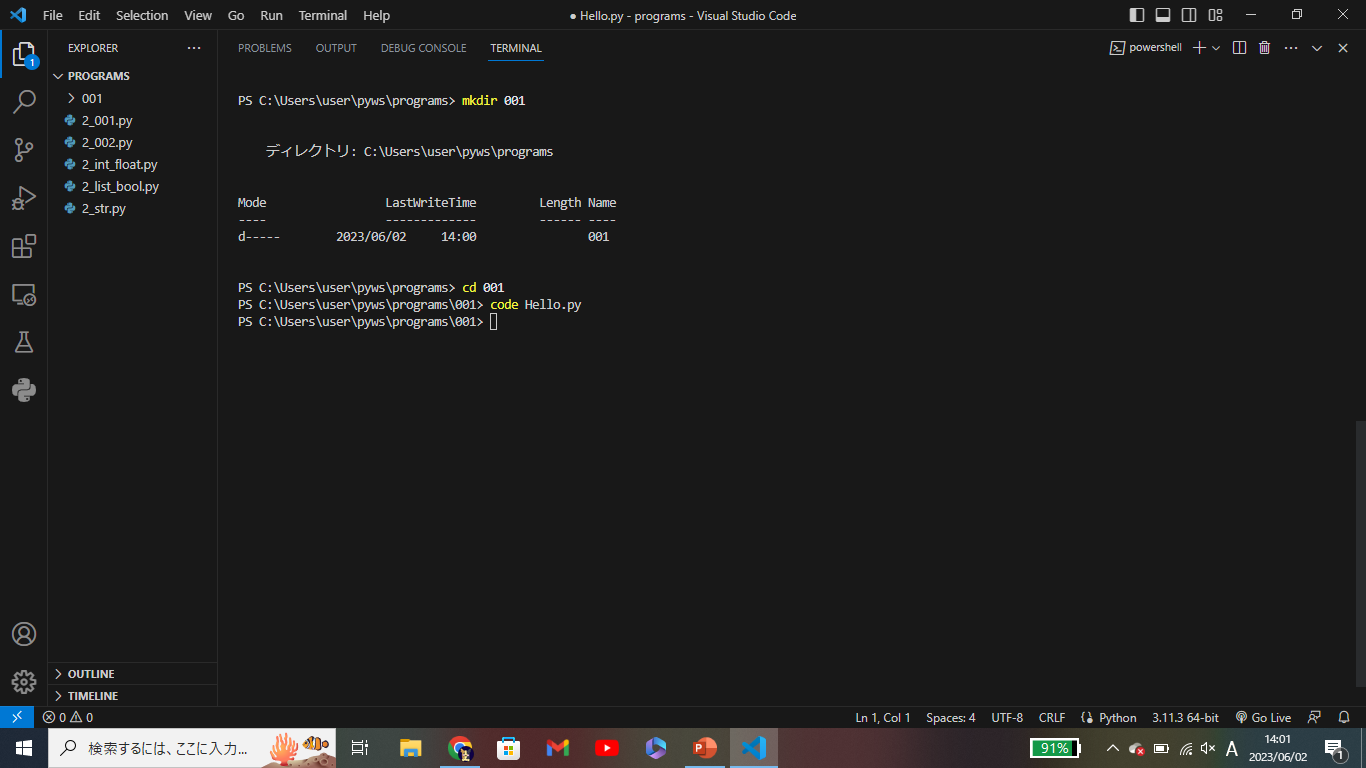 File Edit Selection View Go Run Terminal Help
● Hello.py - programs - Visual Studio Code
1
EXPLORER
PROGRAMS
001
2_001.py
2_002.py
2_int_float.py
2_list_bool.py
2_str.py
OUTLINE
TIMELINE
PROBLEMS OUTPUT DEBUG CONSOLE TERMINAL
powershell
PS C:\Users\user\pyws\programs> mkdir 001
ディレクトリ: C:\Users\user\pyws\programs
Mode LastWriteTime Length Name
---- ------------- ------ ----
d----- 2023/06/02 14:00 001
PS C:\Users\user\pyws\programs> cd 001
PS C:\Users\user\pyws\programs\001> code Hello.py
PS C:\Users\user\pyws\programs\001>
0 0 Ln 1, Col 1 Spaces: 4 UTF-8 CRLF Python 3.11.3 64-bit Go Live
検索するには、ここに入力...
91%
A
14:01
2023/06/02
1